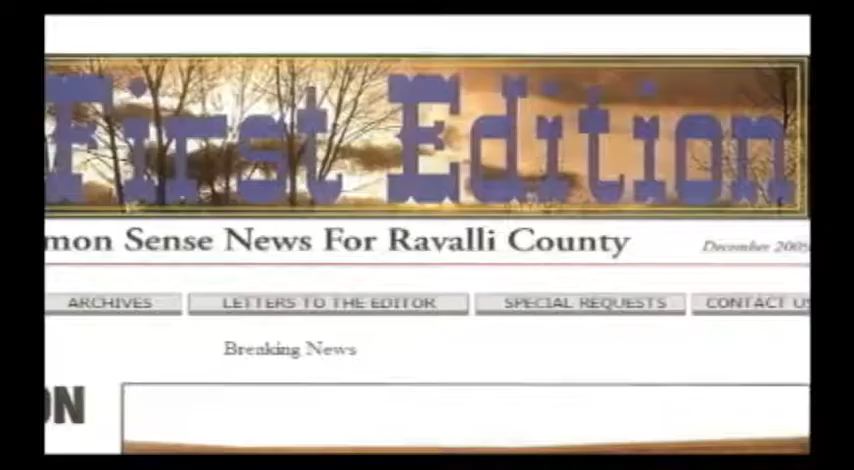 First Edition
mon Sense News For Ravalli County
December 2005
ARCHIVES
LETTERS TO THE EDITOR
SPECIAL REQUESTS
CONTACT US
Breaking News
ON